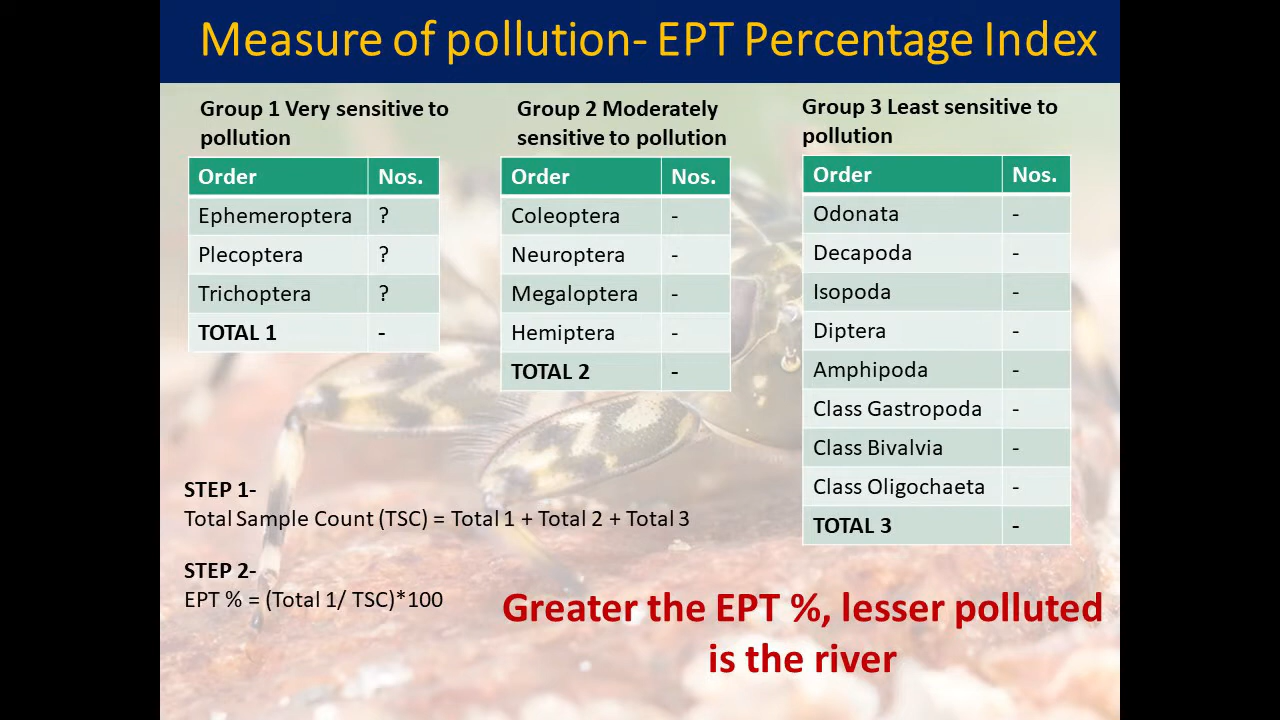 Measure of pollution- EPT Percentage Index
Group 1 Very sensitive to
pollution
Order Nos.
Ephemeroptera ?
Plecoptera ?
Trichoptera ?
TOTAL 1 -
Group 2 Moderately
sensitive to pollution
Order Nos.
Coleoptera -
Neuroptera -
Megaloptera -
Hemiptera -
TOTAL 2 -
Group 3 Least sensitive to
pollution
Order Nos.
Odonata -
Decapoda -
Isopoda -
Diptera -
Amphipoda -
Class Gastropoda -
Class Bivalvia -
Class Oligochaeta -
TOTAL 3 -
STEP 1-
Total Sample Count (TSC) = Total 1 + Total 2 + Total 3
STEP 2-
EPT % = (Total 1/ TSC)*100
Greater the EPT %, lesser polluted
is the river